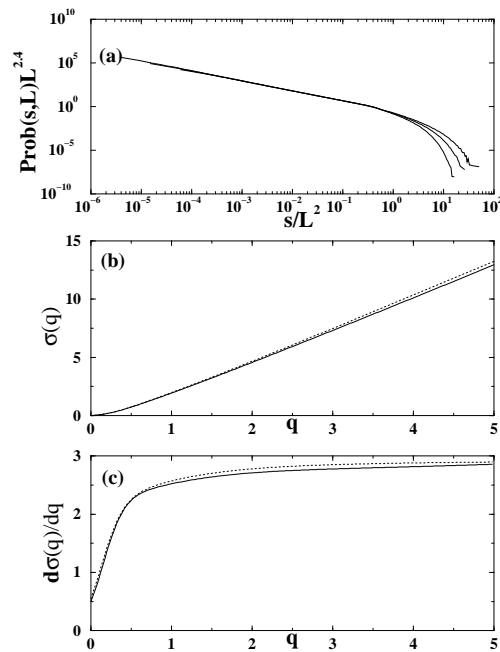 10^10
(a)
10^5
10^0
10^−5
10^−10
Prob(s,L)L^2.4
10^−6 10^−5 10^−4 10^−3 10^−2 10^−1 10^0 10^1 10^2
s/L^2
15
(b)
10
σ(q)
5
0
0 1 2 3 4 5
q
3
(c)
2
dσ(q)/dq
1
0
0 1 2 3 4 5
q